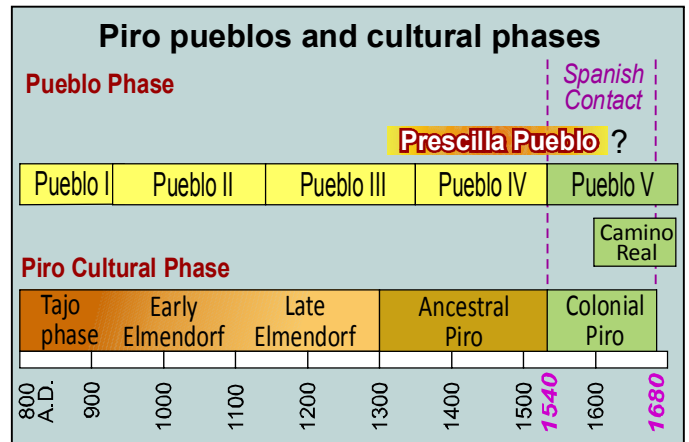 Piro pueblos and cultural phases
Pueblo Phase
Spanish
Contact
Prescilla Pueblo ?
Pueblo I
Pueblo II
Pueblo III
Pueblo IV
Pueblo V
Camino
Real
Piro Cultural Phase
Tajo
phase
Early
Elmendorf
Late
Elmendorf
Ancestral
Piro
Colonial
Piro
800
A.D.
900
1000
1100
1200
1300
1400
1500
1540
1600
1680